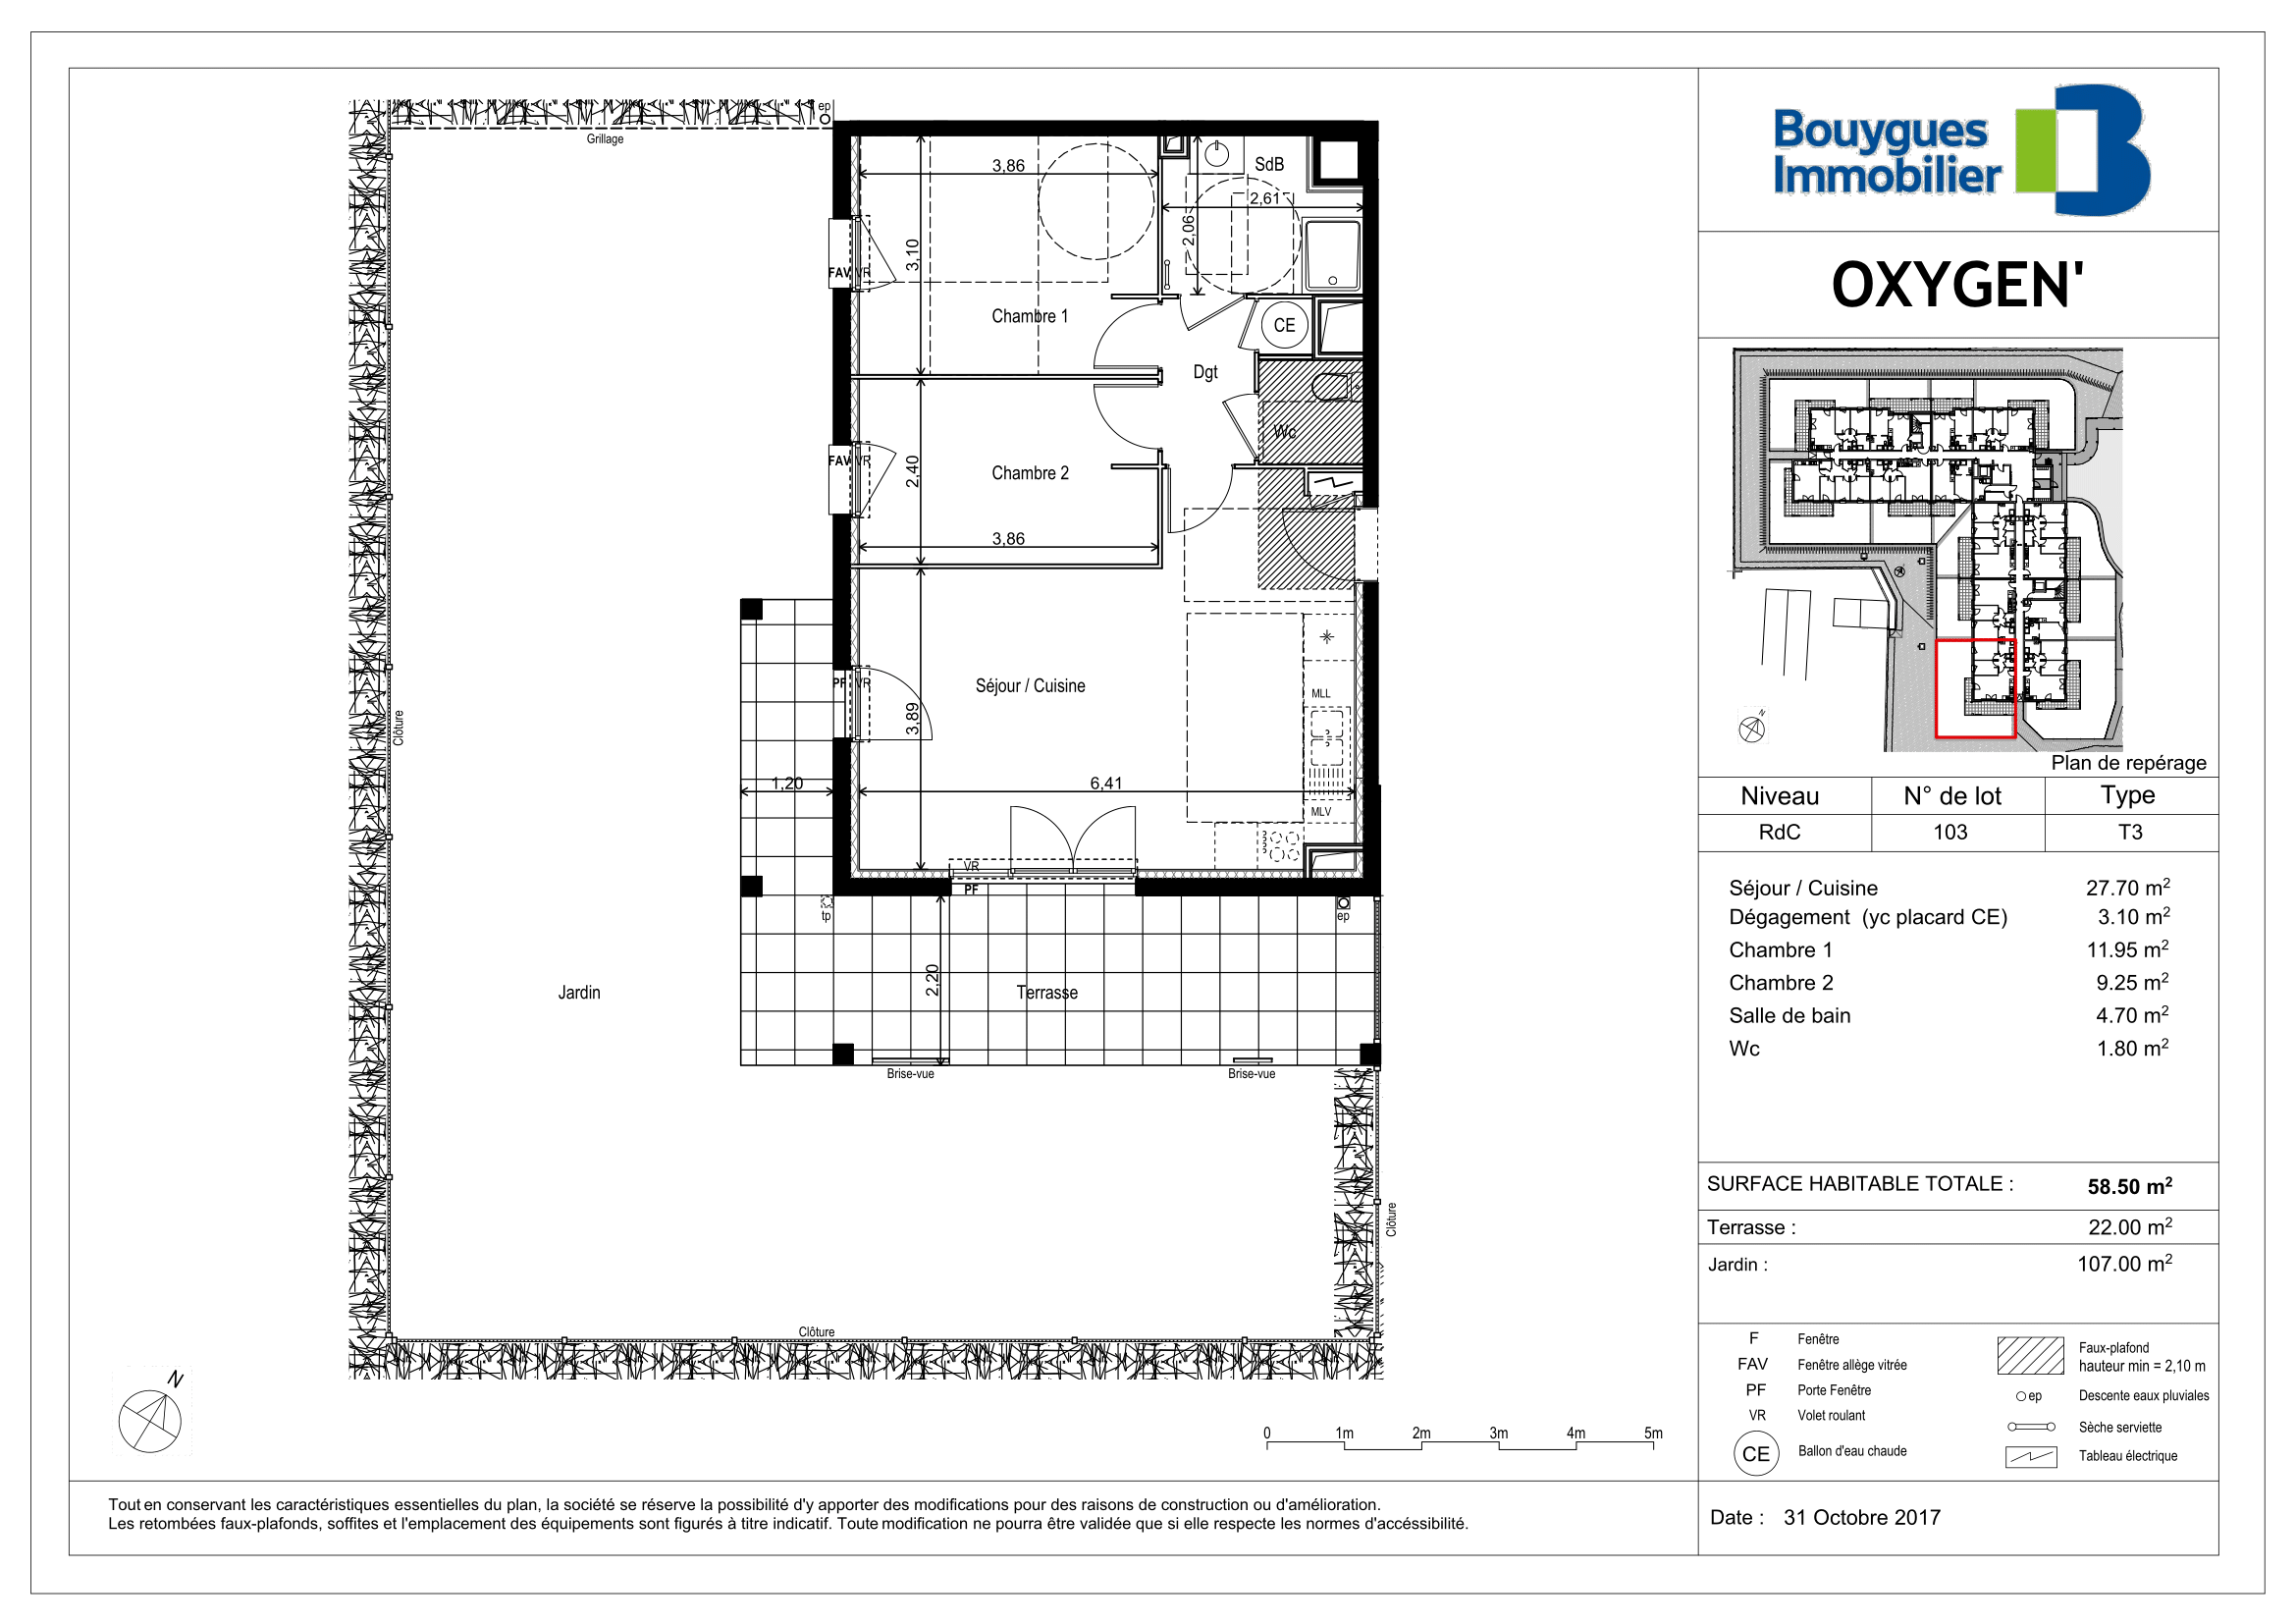 ep
Grillage
3,86
SdB
2,61
2,06
3,10
FAV VR
Chambre 1
CE
Dgt
Wc
FAV VR
2,40
Chambre 2
3,86
PF VR
Séjour / Cuisine
MLL
3,89
Clôture
1,20
6,41
MLV
VR
PF
tp
ep
2,20
Jardin
Terrasse
Brise-vue
Brise-vue
Clôture
Clôture
N
0 1m 2m 3m 4m 5m
Tout en conservant les caractéristiques essentielles du plan, la société se réserve la possibilité d'y apporter des modifications pour des raisons de construction ou d'amélioration.
Les retombées faux-plafonds, soffites et l'emplacement des équipements sont figurés à titre indicatif. Toute modification ne pourra être validée que si elle respecte les normes d'accéssibilité.
Bouygues
Immobilier
OXYGEN'
N
Plan de repérage
Niveau N° de lot Type
RdC 103 T3
Séjour / Cuisine 27.70 m²
Dégagement (yc placard CE) 3.10 m²
Chambre 1 11.95 m²
Chambre 2 9.25 m²
Salle de bain 4.70 m²
Wc 1.80 m²
SURFACE HABITABLE TOTALE : 58.50 m²
Terrasse : 22.00 m²
Jardin : 107.00 m²
F Fenêtre
FAV Fenêtre allège vitrée
PF Porte Fenêtre
VR Volet roulant
CE Ballon d'eau chaude
Faux-plafond
hauteur min = 2,10 m
ep Descente eaux pluviales
Sèche serviette
Tableau électrique
Date : 31 Octobre 2017